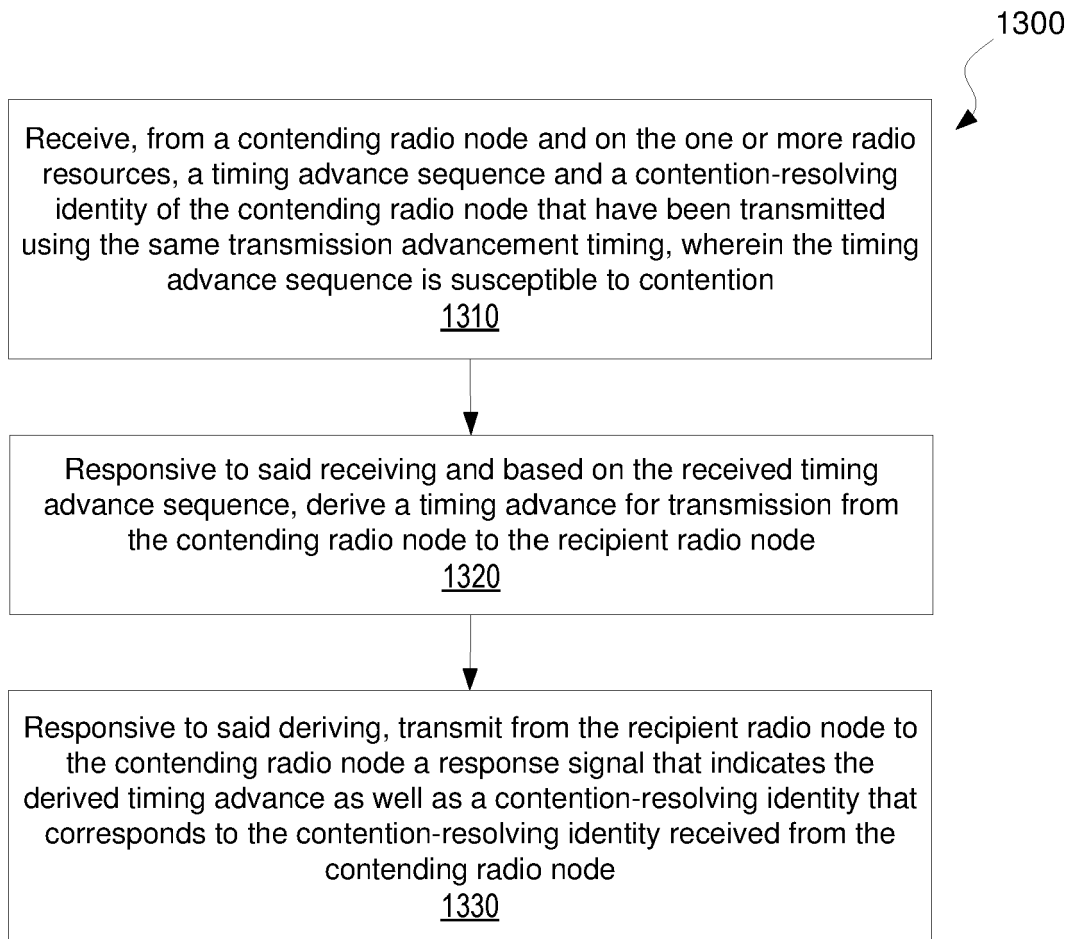 1300
Receive, from a contending radio node and on the one or more radio
resources, a timing advance sequence and a contention-resolving
identity of the contending radio node that have been transmitted
using the same transmission advancement timing, wherein the timing
advance sequence is susceptible to contention
1310
Responsive to said receiving and based on the received timing
advance sequence, derive a timing advance for transmission from
the contending radio node to the recipient radio node
1320
Responsive to said deriving, transmit from the recipient radio node to
the contending radio node a response signal that indicates the
derived timing advance as well as a contention-resolving identity that
corresponds to the contention-resolving identity received from the
contending radio node
1330